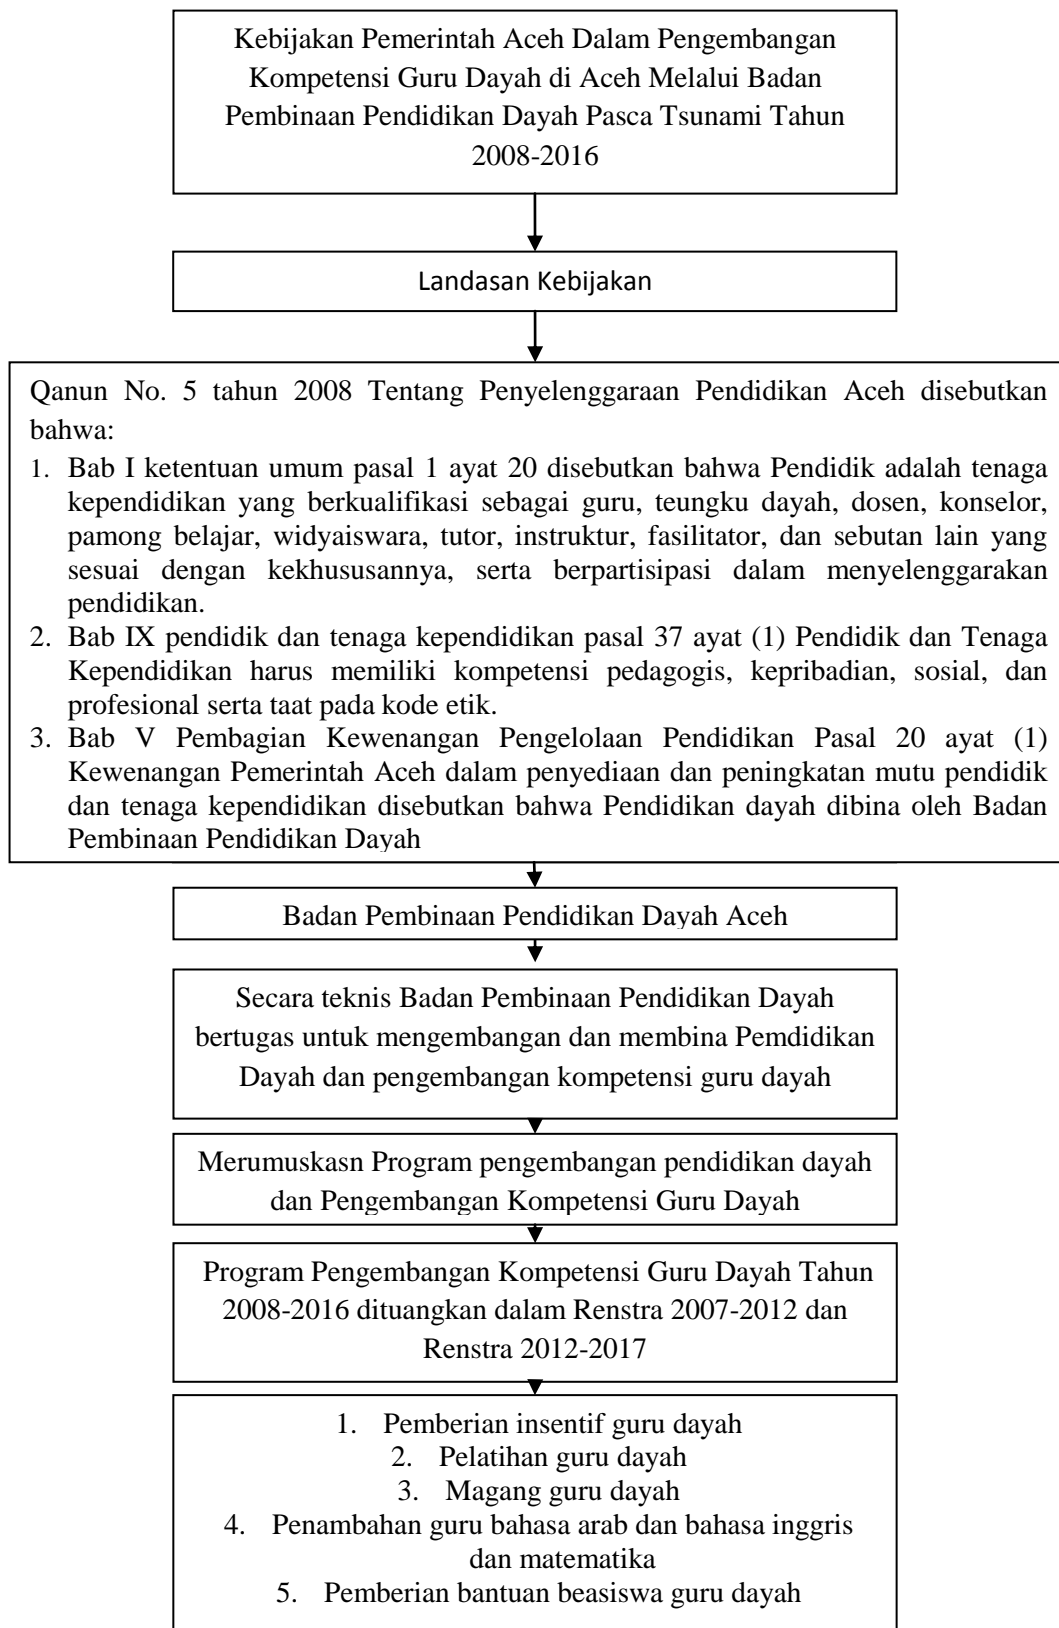 Kebijakan Pemerintah Aceh Dalam Pengembangan
Kompetensi Guru Dayah di Aceh Melalui Badan
Pembinaan Pendidikan Dayah Pasca Tsunami Tahun
2008-2016
Landasan Kebijakan
Qanun No. 5 tahun 2008 Tentang Penyelenggaraan Pendidikan Aceh disebutkan
bahwa:
1. Bab I ketentuan umum pasal 1 ayat 20 disebutkan bahwa Pendidik adalah tenaga
kependidikan yang berkualifikasi sebagai guru, teungku dayah, dosen, konselor,
pamong belajar, widyaiswara, tutor, instruktur, fasilitator, dan sebutan lain yang
sesuai dengan kekhususannya, serta berpartisipasi dalam menyelenggarakan
pendidikan.
2. Bab IX pendidik dan tenaga kependidikan pasal 37 ayat (1) Pendidik dan Tenaga
Kependidikan harus memiliki kompetensi pedagogis, kepribadian, sosial, dan
profesional serta taat pada kode etik.
3. Bab V Pembagian Kewenangan Pengelolaan Pendidikan Pasal 20 ayat (1)
Kewenangan Pemerintah Aceh dalam penyediaan dan peningkatan mutu pendidik
dan tenaga kependidikan disebutkan bahwa Pendidikan dayah dibina oleh Badan
Pembinaan Pendidikan Dayah
Badan Pembinaan Pendidikan Dayah Aceh
Secara teknis Badan Pembinaan Pendidikan Dayah
bertugas untuk mengembangan dan membina Pemdidikan
Dayah dan pengembangan kompetensi guru dayah
Merumuskasn Program pengembangan pendidikan dayah
dan Pengembangan Kompetensi Guru Dayah
Program Pengembangan Kompetensi Guru Dayah Tahun
2008-2016 dituangkan dalam Renstra 2007-2012 dan
Renstra 2012-2017
1. Pemberian insentif guru dayah
2. Pelatihan guru dayah
3. Magang guru dayah
4. Penambahan guru bahasa arab dan bahasa inggris
dan matematika
5. Pemberian bantuan beasiswa guru dayah